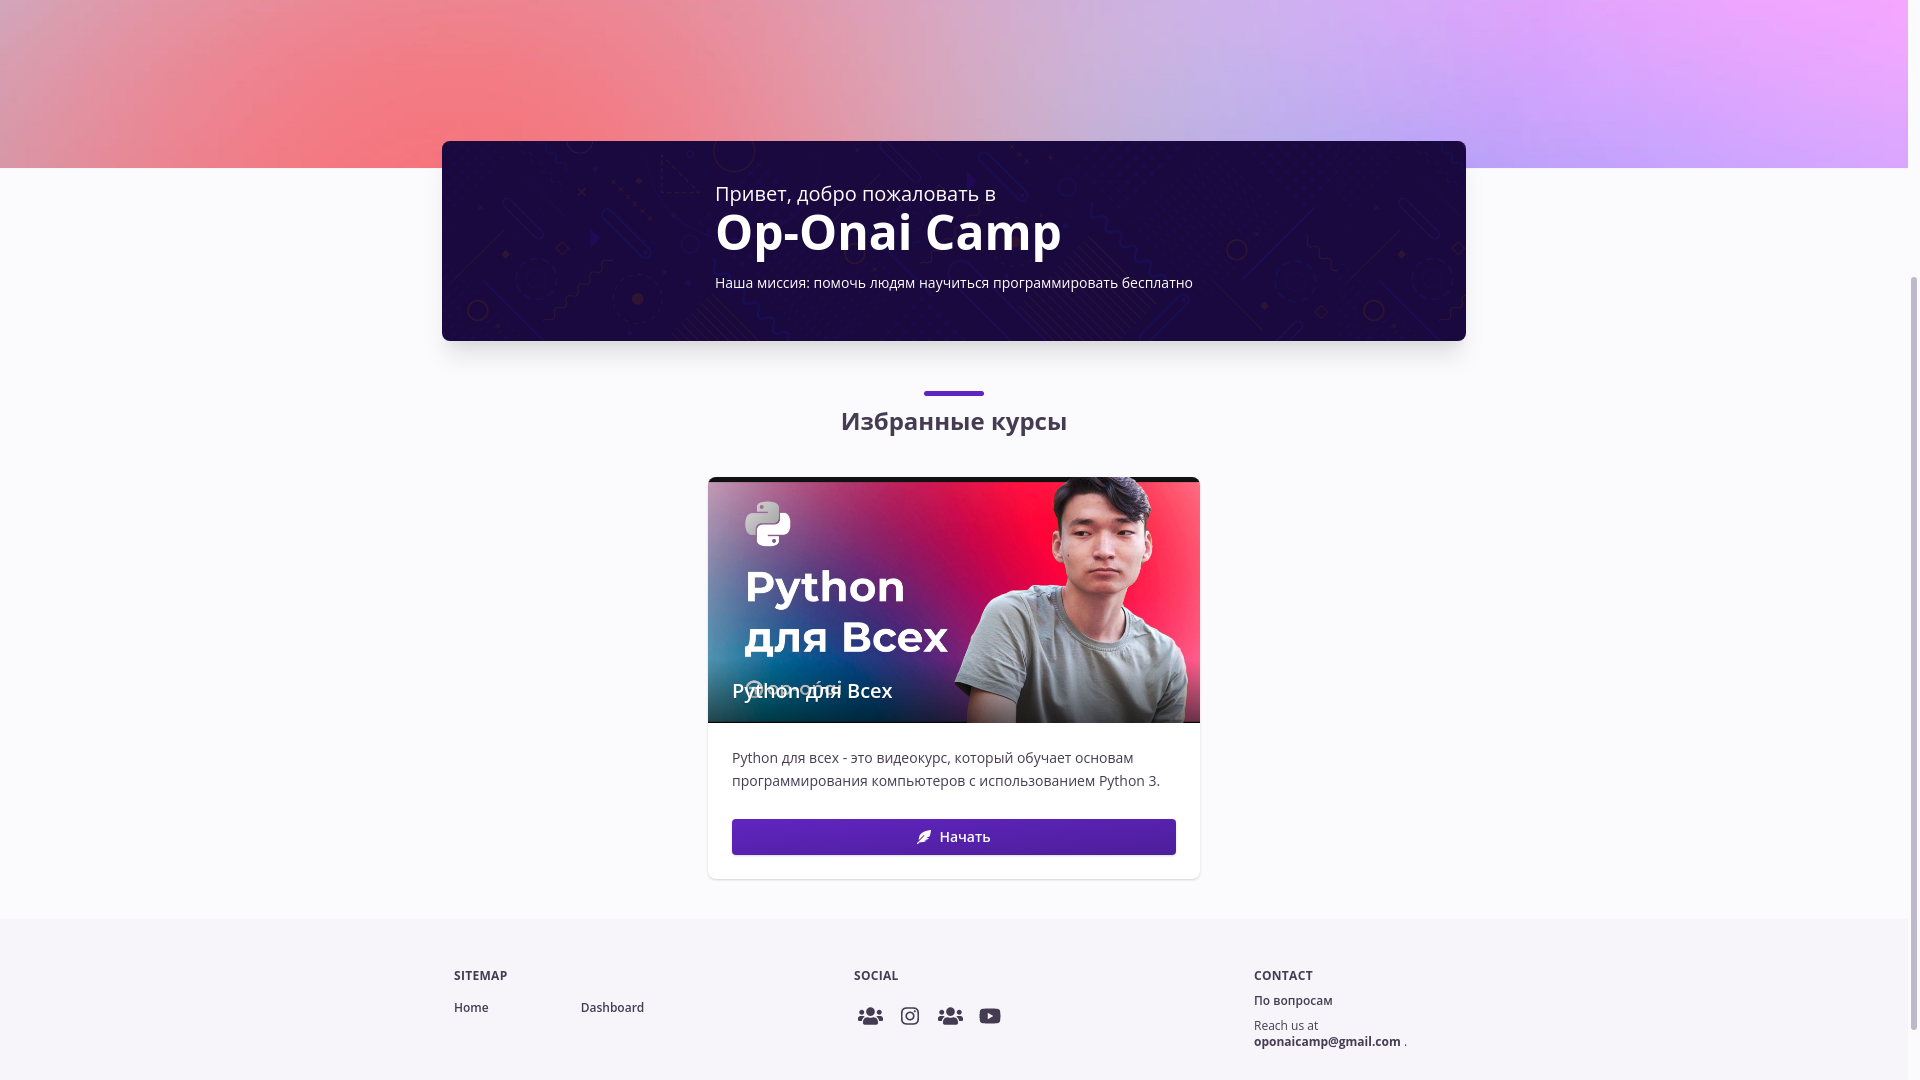 Привет, добро пожаловать в
Op-Onai Camp
Наша миссия: помочь людям научиться программировать бесплатно
Избранные курсы
Python
для Всех
Python для Всех
Python для всех - это видеокурс, который обучает основам
программирования компьютеров с использованием Python 3.
Начать
SITEMAP
Home
Dashboard
SOCIAL
CONTACT
По вопросам
Reach us at
oponaicamp@gmail.com .